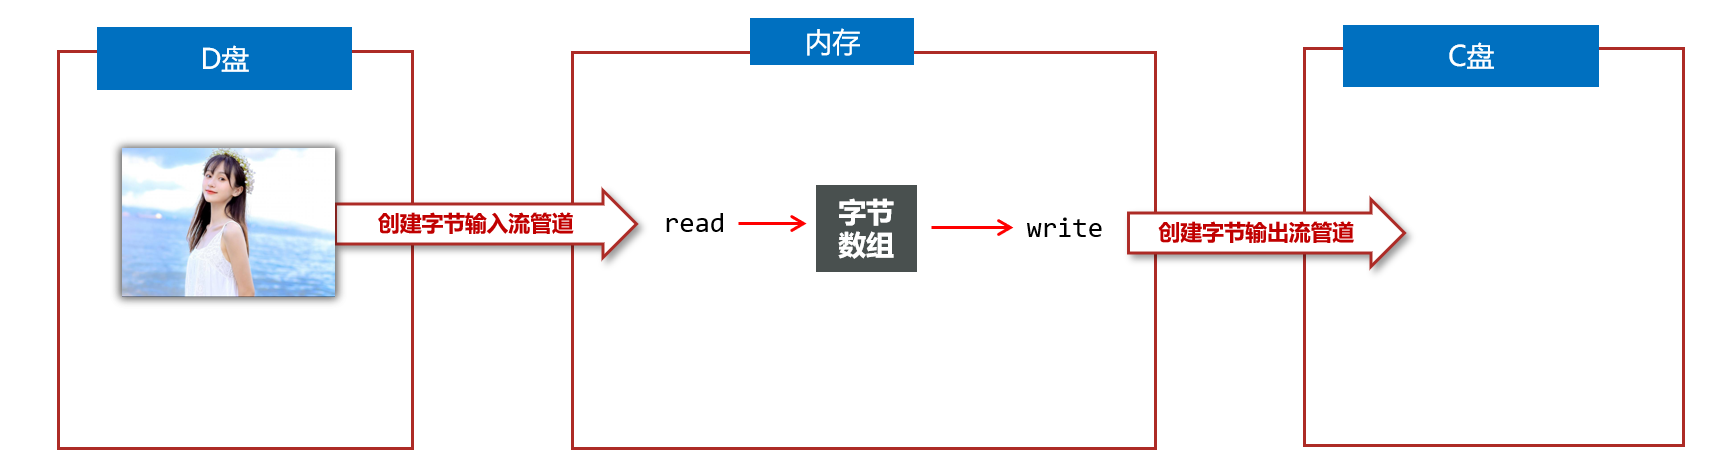 D盘
内存
C盘
创建字节输入流管道
read
字节
数组
write
创建字节输出流管道